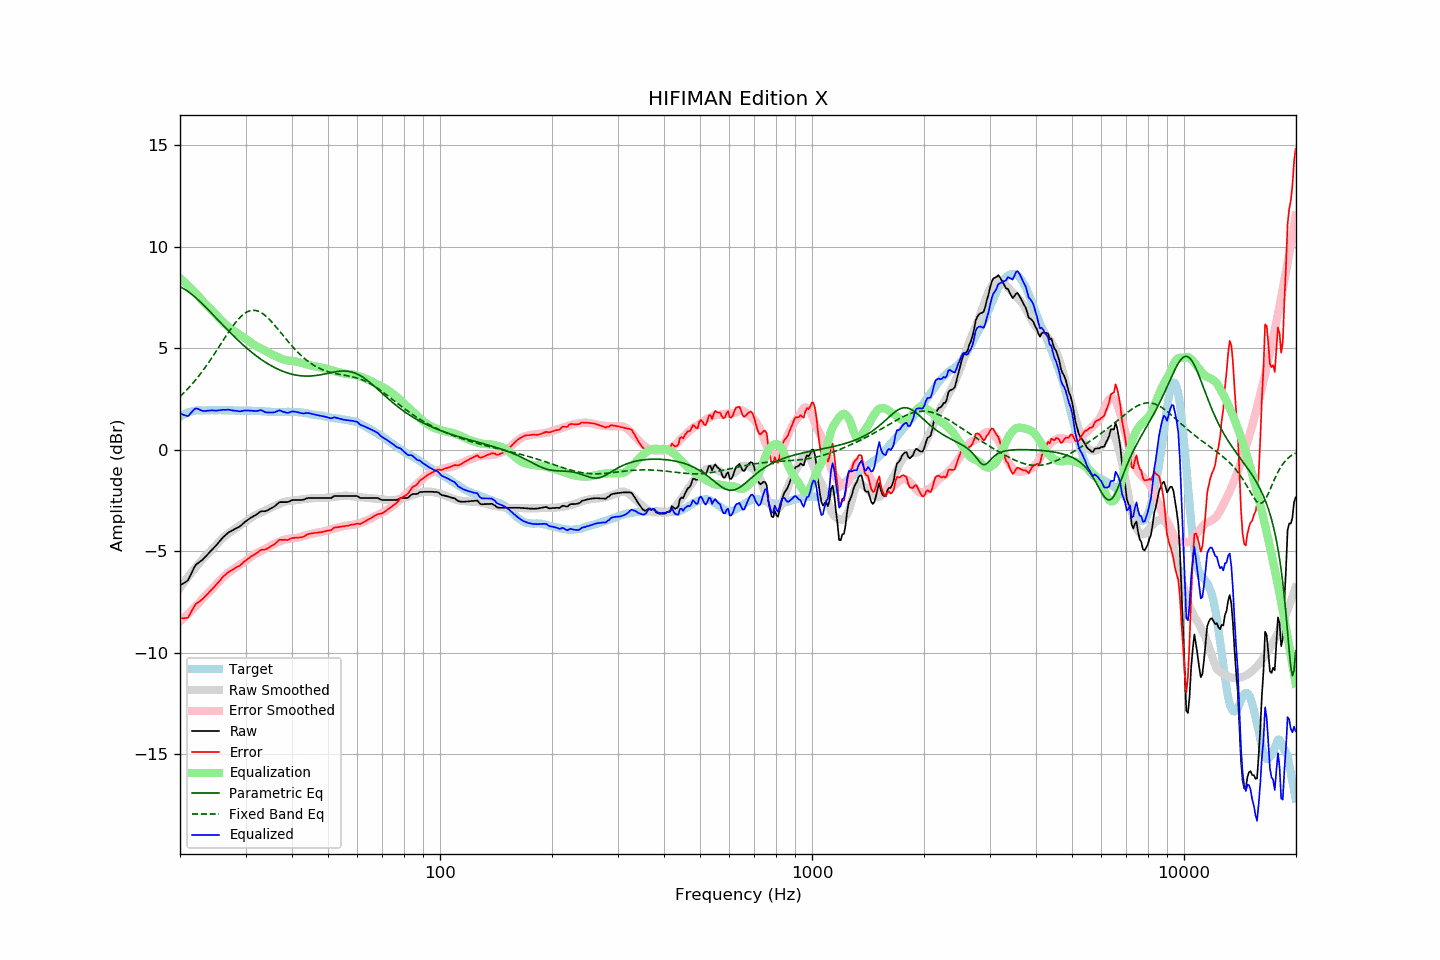 HIFIMAN Edition X
15
10
5
0
−5
−10
−15
Amplitude (dBr)
Target
Raw Smoothed
Error Smoothed
Raw
Error
Equalization
Parametric Eq
Fixed Band Eq
Equalized
100
1000
10000
Frequency (Hz)